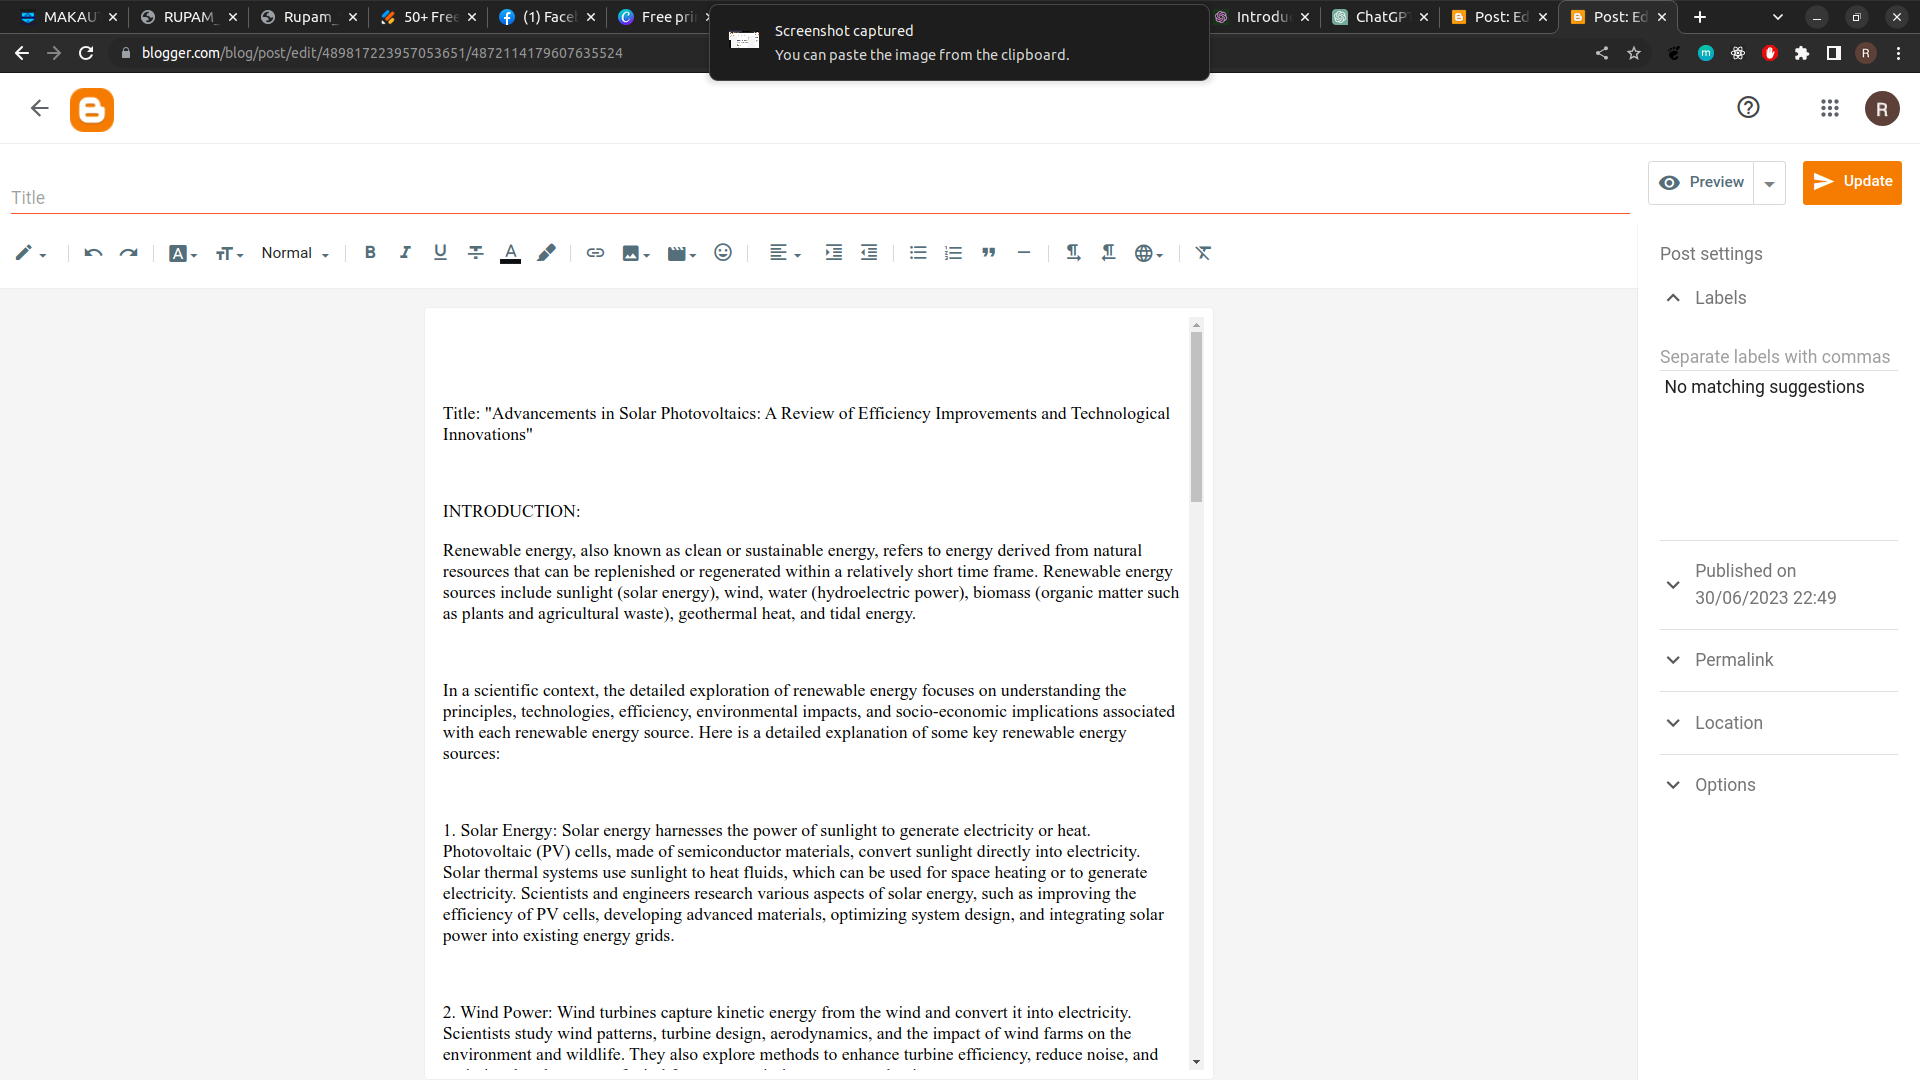 MAKAU
RUPAM_
Rupam_
50+ Free
(1) Face
Free pri
Introdu
ChatGP
Post: Ed
Post: Ed
Screenshot captured
You can paste the image from the clipboard.
blogger.com/blog/post/edit/489817223957053651/4872114179607635524
R
R
Title
Preview
Update
Normal
Post settings
Labels
Separate labels with commas
No matching suggestions
Published on
30/06/2023 22:49
Permalink
Location
Options
Title: "Advancements in Solar Photovoltaics: A Review of Efficiency Improvements and Technological
Innovations"
INTRODUCTION:
Renewable energy, also known as clean or sustainable energy, refers to energy derived from natural
resources that can be replenished or regenerated within a relatively short time frame. Renewable energy
sources include sunlight (solar energy), wind, water (hydroelectric power), biomass (organic matter such
as plants and agricultural waste), geothermal heat, and tidal energy.
In a scientific context, the detailed exploration of renewable energy focuses on understanding the
principles, technologies, efficiency, environmental impacts, and socio-economic implications associated
with each renewable energy source. Here is a detailed explanation of some key renewable energy
sources:
1. Solar Energy: Solar energy harnesses the power of sunlight to generate electricity or heat.
Photovoltaic (PV) cells, made of semiconductor materials, convert sunlight directly into electricity.
Solar thermal systems use sunlight to heat fluids, which can be used for space heating or to generate
electricity. Scientists and engineers research various aspects of solar energy, such as improving the
efficiency of PV cells, developing advanced materials, optimizing system design, and integrating solar
power into existing energy grids.
2. Wind Power: Wind turbines capture kinetic energy from the wind and convert it into electricity.
Scientists study wind patterns, turbine design, aerodynamics, and the impact of wind farms on the
environment and wildlife. They also explore methods to enhance turbine efficiency, reduce noise, and